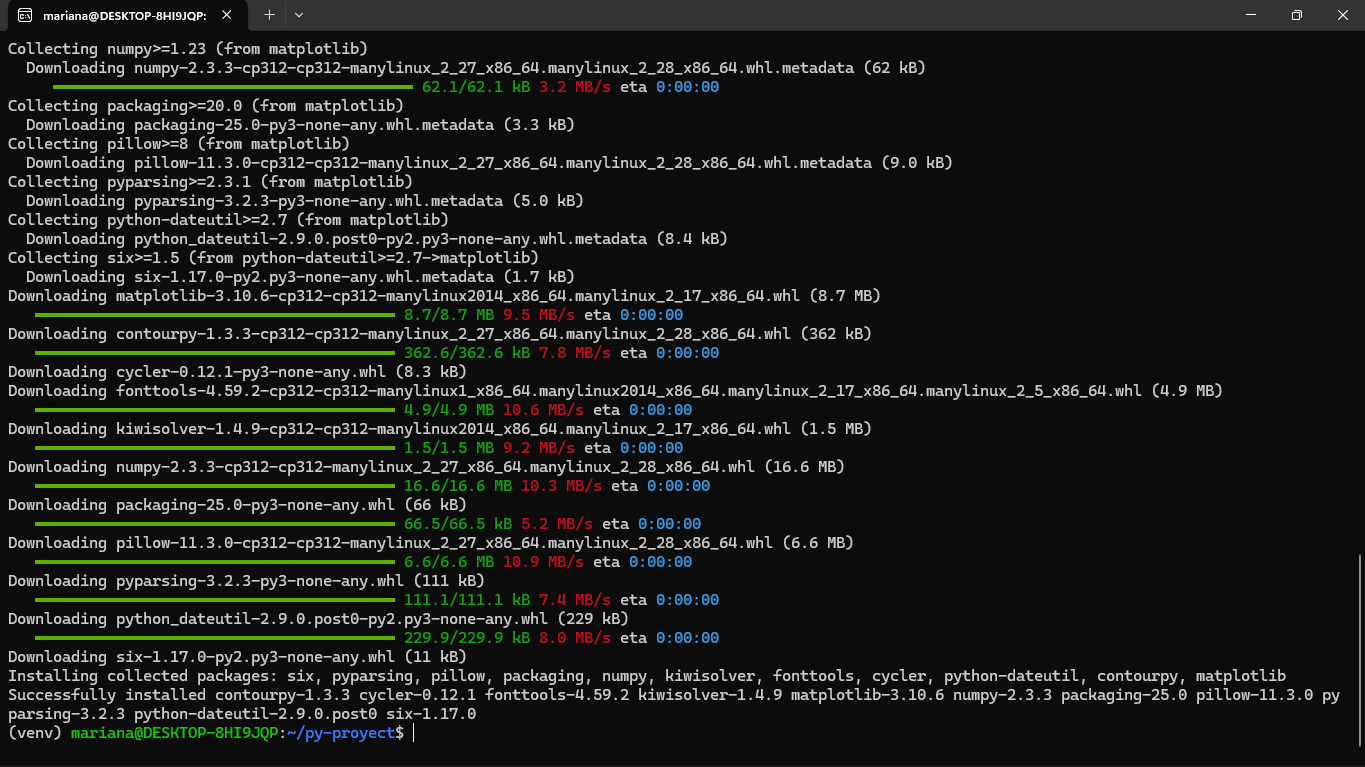 mariana@DESKTOP-8HI9JQP:
Collecting numpy>=1.23 (from matplotlib)
  Downloading numpy-2.3.3-cp312-cp312-manylinux_2_27_x86_64.manylinux_2_28_x86_64.whl.metadata (62 kB)
62.1/62.1 kB 3.2 MB/s eta 0:00:00
Collecting packaging>=20.0 (from matplotlib)
  Downloading packaging-25.0-py3-none-any.whl.metadata (3.3 kB)
Collecting pillow>=8 (from matplotlib)
  Downloading pillow-11.3.0-cp312-cp312-manylinux_2_27_x86_64.manylinux_2_28_x86_64.whl.metadata (9.0 kB)
Collecting pyparsing>=2.3.1 (from matplotlib)
  Downloading pyparsing-3.2.3-py3-none-any.whl.metadata (5.0 kB)
Collecting python-dateutil>=2.7 (from matplotlib)
  Downloading python_dateutil-2.9.0.post0-py2.py3-none-any.whl.metadata (8.4 kB)
Collecting six>=1.5 (from python-dateutil>=2.7->matplotlib)
  Downloading six-1.17.0-py2.py3-none-any.whl.metadata (1.7 kB)
Downloading matplotlib-3.10.6-cp312-cp312-manylinux2014_x86_64.manylinux_2_17_x86_64.whl (8.7 MB)
8.7/8.7 MB 9.5 MB/s eta 0:00:00
Downloading contourpy-1.3.3-cp312-cp312-manylinux_2_27_x86_64.manylinux_2_28_x86_64.whl (362 kB)
362.6/362.6 kB 7.8 MB/s eta 0:00:00
Downloading cycler-0.12.1-py3-none-any.whl (8.3 kB)
Downloading fonttools-4.59.2-cp312-cp312-manylinux1_x86_64.manylinux2014_x86_64.manylinux_2_17_x86_64.manylinux_2_5_x86_64.whl (4.9 MB)
4.9/4.9 MB 10.6 MB/s eta 0:00:00
Downloading kiwisolver-1.4.9-cp312-cp312-manylinux2014_x86_64.manylinux_2_17_x86_64.whl (1.5 MB)
1.5/1.5 MB 9.2 MB/s eta 0:00:00
Downloading numpy-2.3.3-cp312-cp312-manylinux_2_27_x86_64.manylinux_2_28_x86_64.whl (16.6 MB)
16.6/16.6 MB 10.3 MB/s eta 0:00:00
Downloading packaging-25.0-py3-none-any.whl (66 kB)
66.5/66.5 kB 5.2 MB/s eta 0:00:00
Downloading pillow-11.3.0-cp312-cp312-manylinux_2_27_x86_64.manylinux_2_28_x86_64.whl (6.6 MB)
6.6/6.6 MB 10.9 MB/s eta 0:00:00
Downloading pyparsing-3.2.3-py3-none-any.whl (111 kB)
111.1/111.1 kB 7.4 MB/s eta 0:00:00
Downloading python_dateutil-2.9.0.post0-py2.py3-none-any.whl (229 kB)
229.9/229.9 kB 8.0 MB/s eta 0:00:00
Downloading six-1.17.0-py2.py3-none-any.whl (11 kB)
Installing collected packages: six, pyparsing, pillow, packaging, numpy, kiwisolver, fonttools, cycler, python-dateutil, contourpy, matplotlib
Successfully installed contourpy-1.3.3 cycler-0.12.1 fonttools-4.59.2 kiwisolver-1.4.9 matplotlib-3.10.6 numpy-2.3.3 packaging-25.0 pillow-11.3.0 py
parsing-3.2.3 python-dateutil-2.9.0.post0 six-1.17.0
(venv) mariana@DESKTOP-8HI9JQP:~/py-proyect$